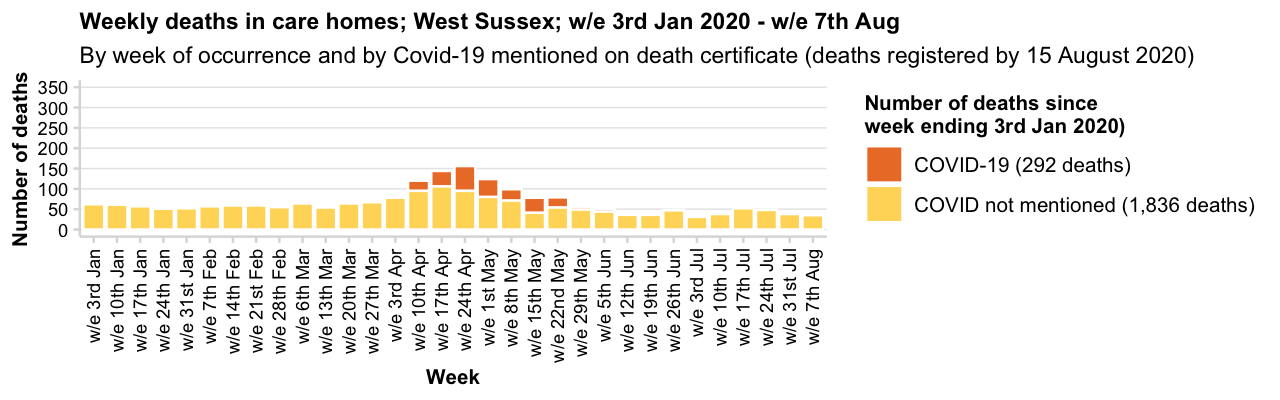 Weekly deaths in care homes; West Sussex; w/e 3rd Jan 2020 - w/e 7th Aug
By week of occurrence and by Covid-19 mentioned on death certificate (deaths registered by 15 August 2020)
Number of deaths
350
300
250
200
150
100
50
0
w/e 3rd Jan
w/e 10th Jan
w/e 17th Jan
w/e 24th Jan
w/e 31st Jan
w/e 7th Feb
w/e 14th Feb
w/e 21st Feb
w/e 28th Feb
w/e 6th Mar
w/e 13th Mar
w/e 20th Mar
w/e 27th Mar
w/e 3rd Apr
w/e 10th Apr
w/e 17th Apr
w/e 24th Apr
w/e 1st May
w/e 8th May
w/e 15th May
w/e 22nd May
w/e 29th May
w/e 5th Jun
w/e 12th Jun
w/e 19th Jun
w/e 26th Jun
w/e 3rd Jul
w/e 10th Jul
w/e 17th Jul
w/e 24th Jul
w/e 31st Jul
w/e 7th Aug
Week
Number of deaths since
week ending 3rd Jan 2020)
COVID-19 (292 deaths)
COVID not mentioned (1,836 deaths)